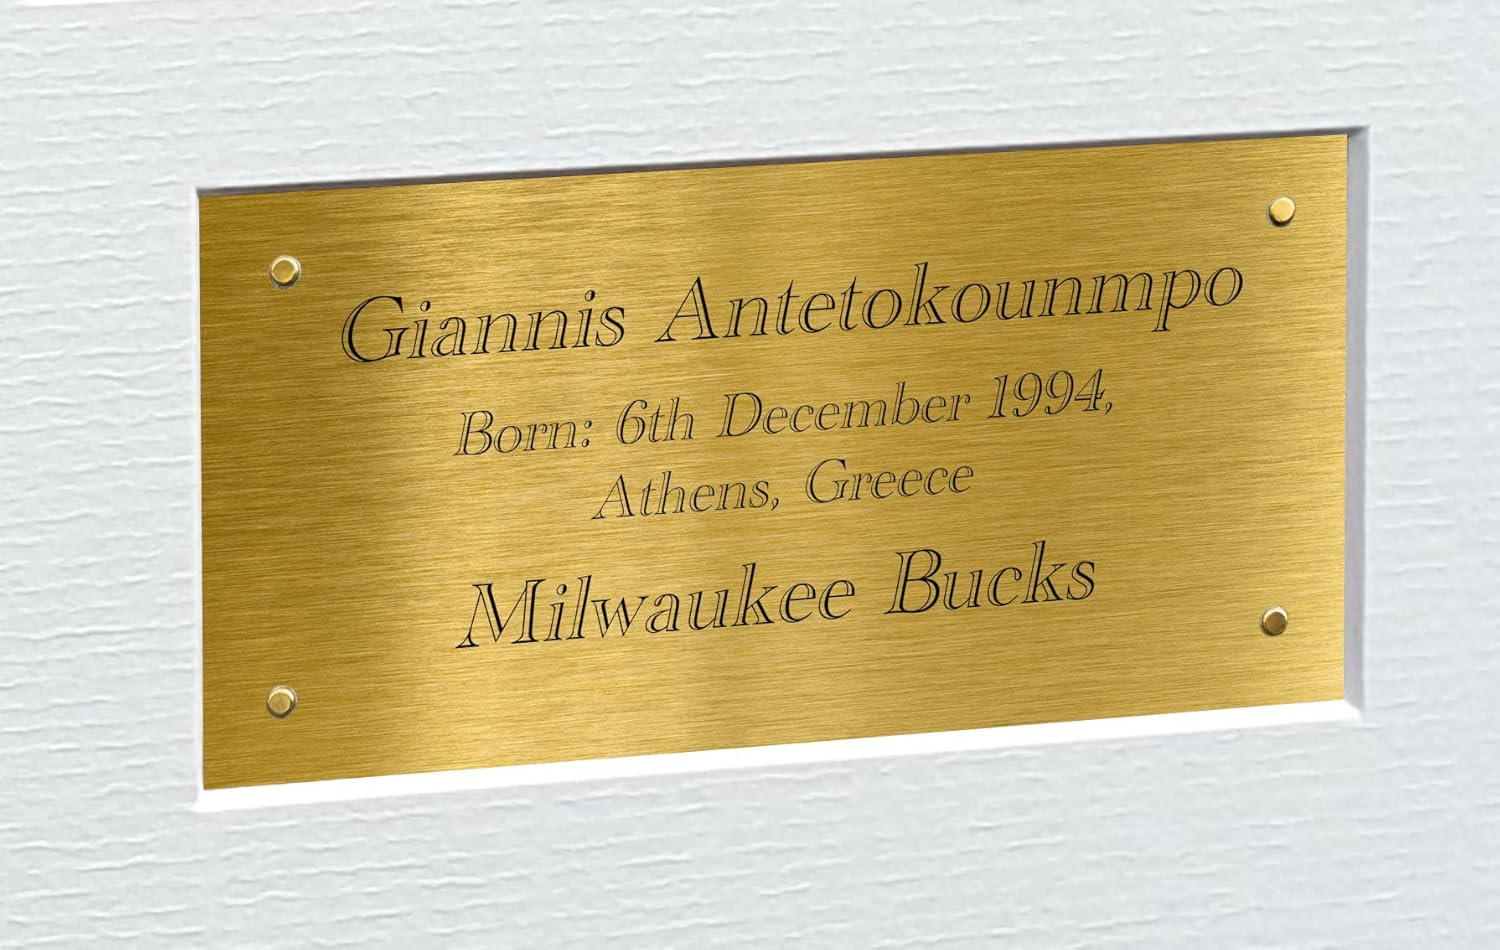 Giannis Antetokounmpo
Born: 6th December 1994,
Athens, Greece
Milwaukee Bucks